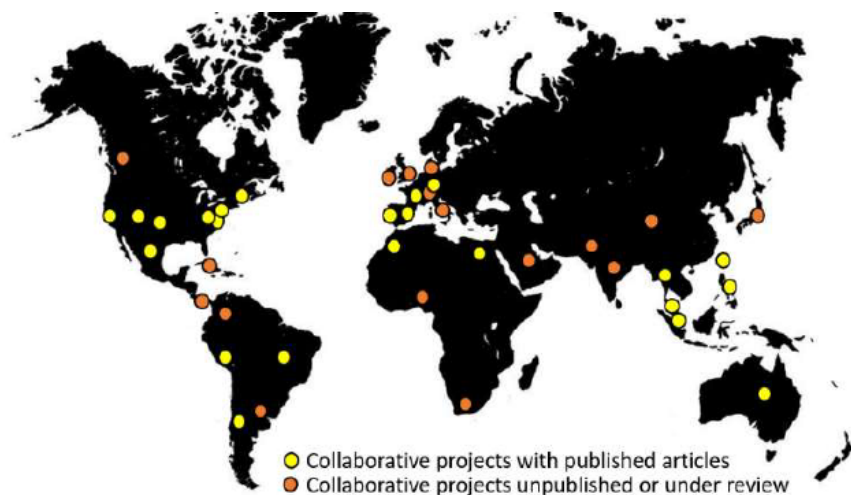 Collaborative projects with published articles
Collaborative projects unpublished or under review